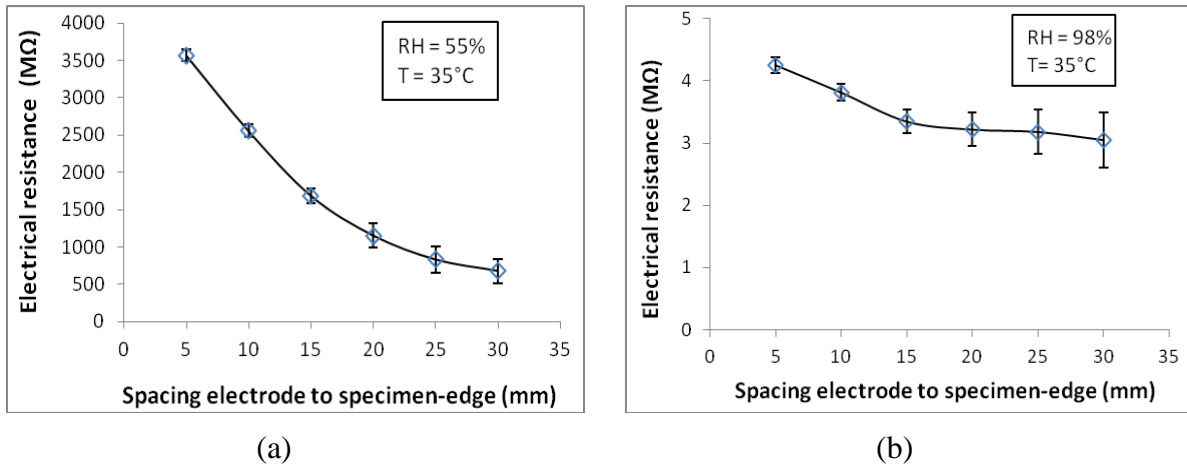 Electrical resistance (MΩ)
4000
3500
3000
2500
2000
1500
1000
500
0
0 5 10 15 20 25 30 35
RH = 55%
T = 35°C
Spacing electrode to specimen-edge (mm)
(a)
Electrical resistance (MΩ)
5
4
3
2
1
0
0 5 10 15 20 25 30 35
RH = 98%
T= 35°C
Spacing electrode to specimen-edge (mm)
(b)